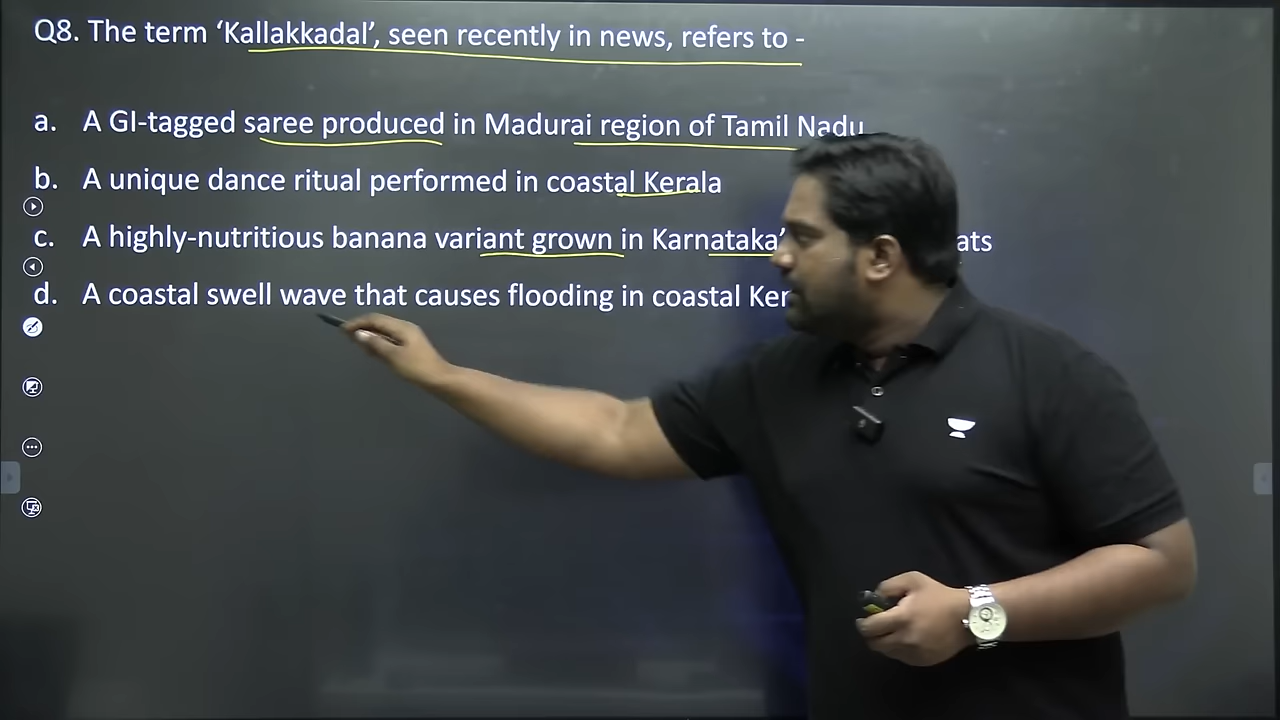 Q8. The term ‘Kallakkadal’, seen recently in news, refers to -
a. A GI-tagged saree produced in Madurai region of Tamil Nadu
b. A unique dance ritual performed in coastal Kerala
c. A highly-nutritious banana variant grown in Karnataka’
d. A coastal swell wave that causes flooding in coastal